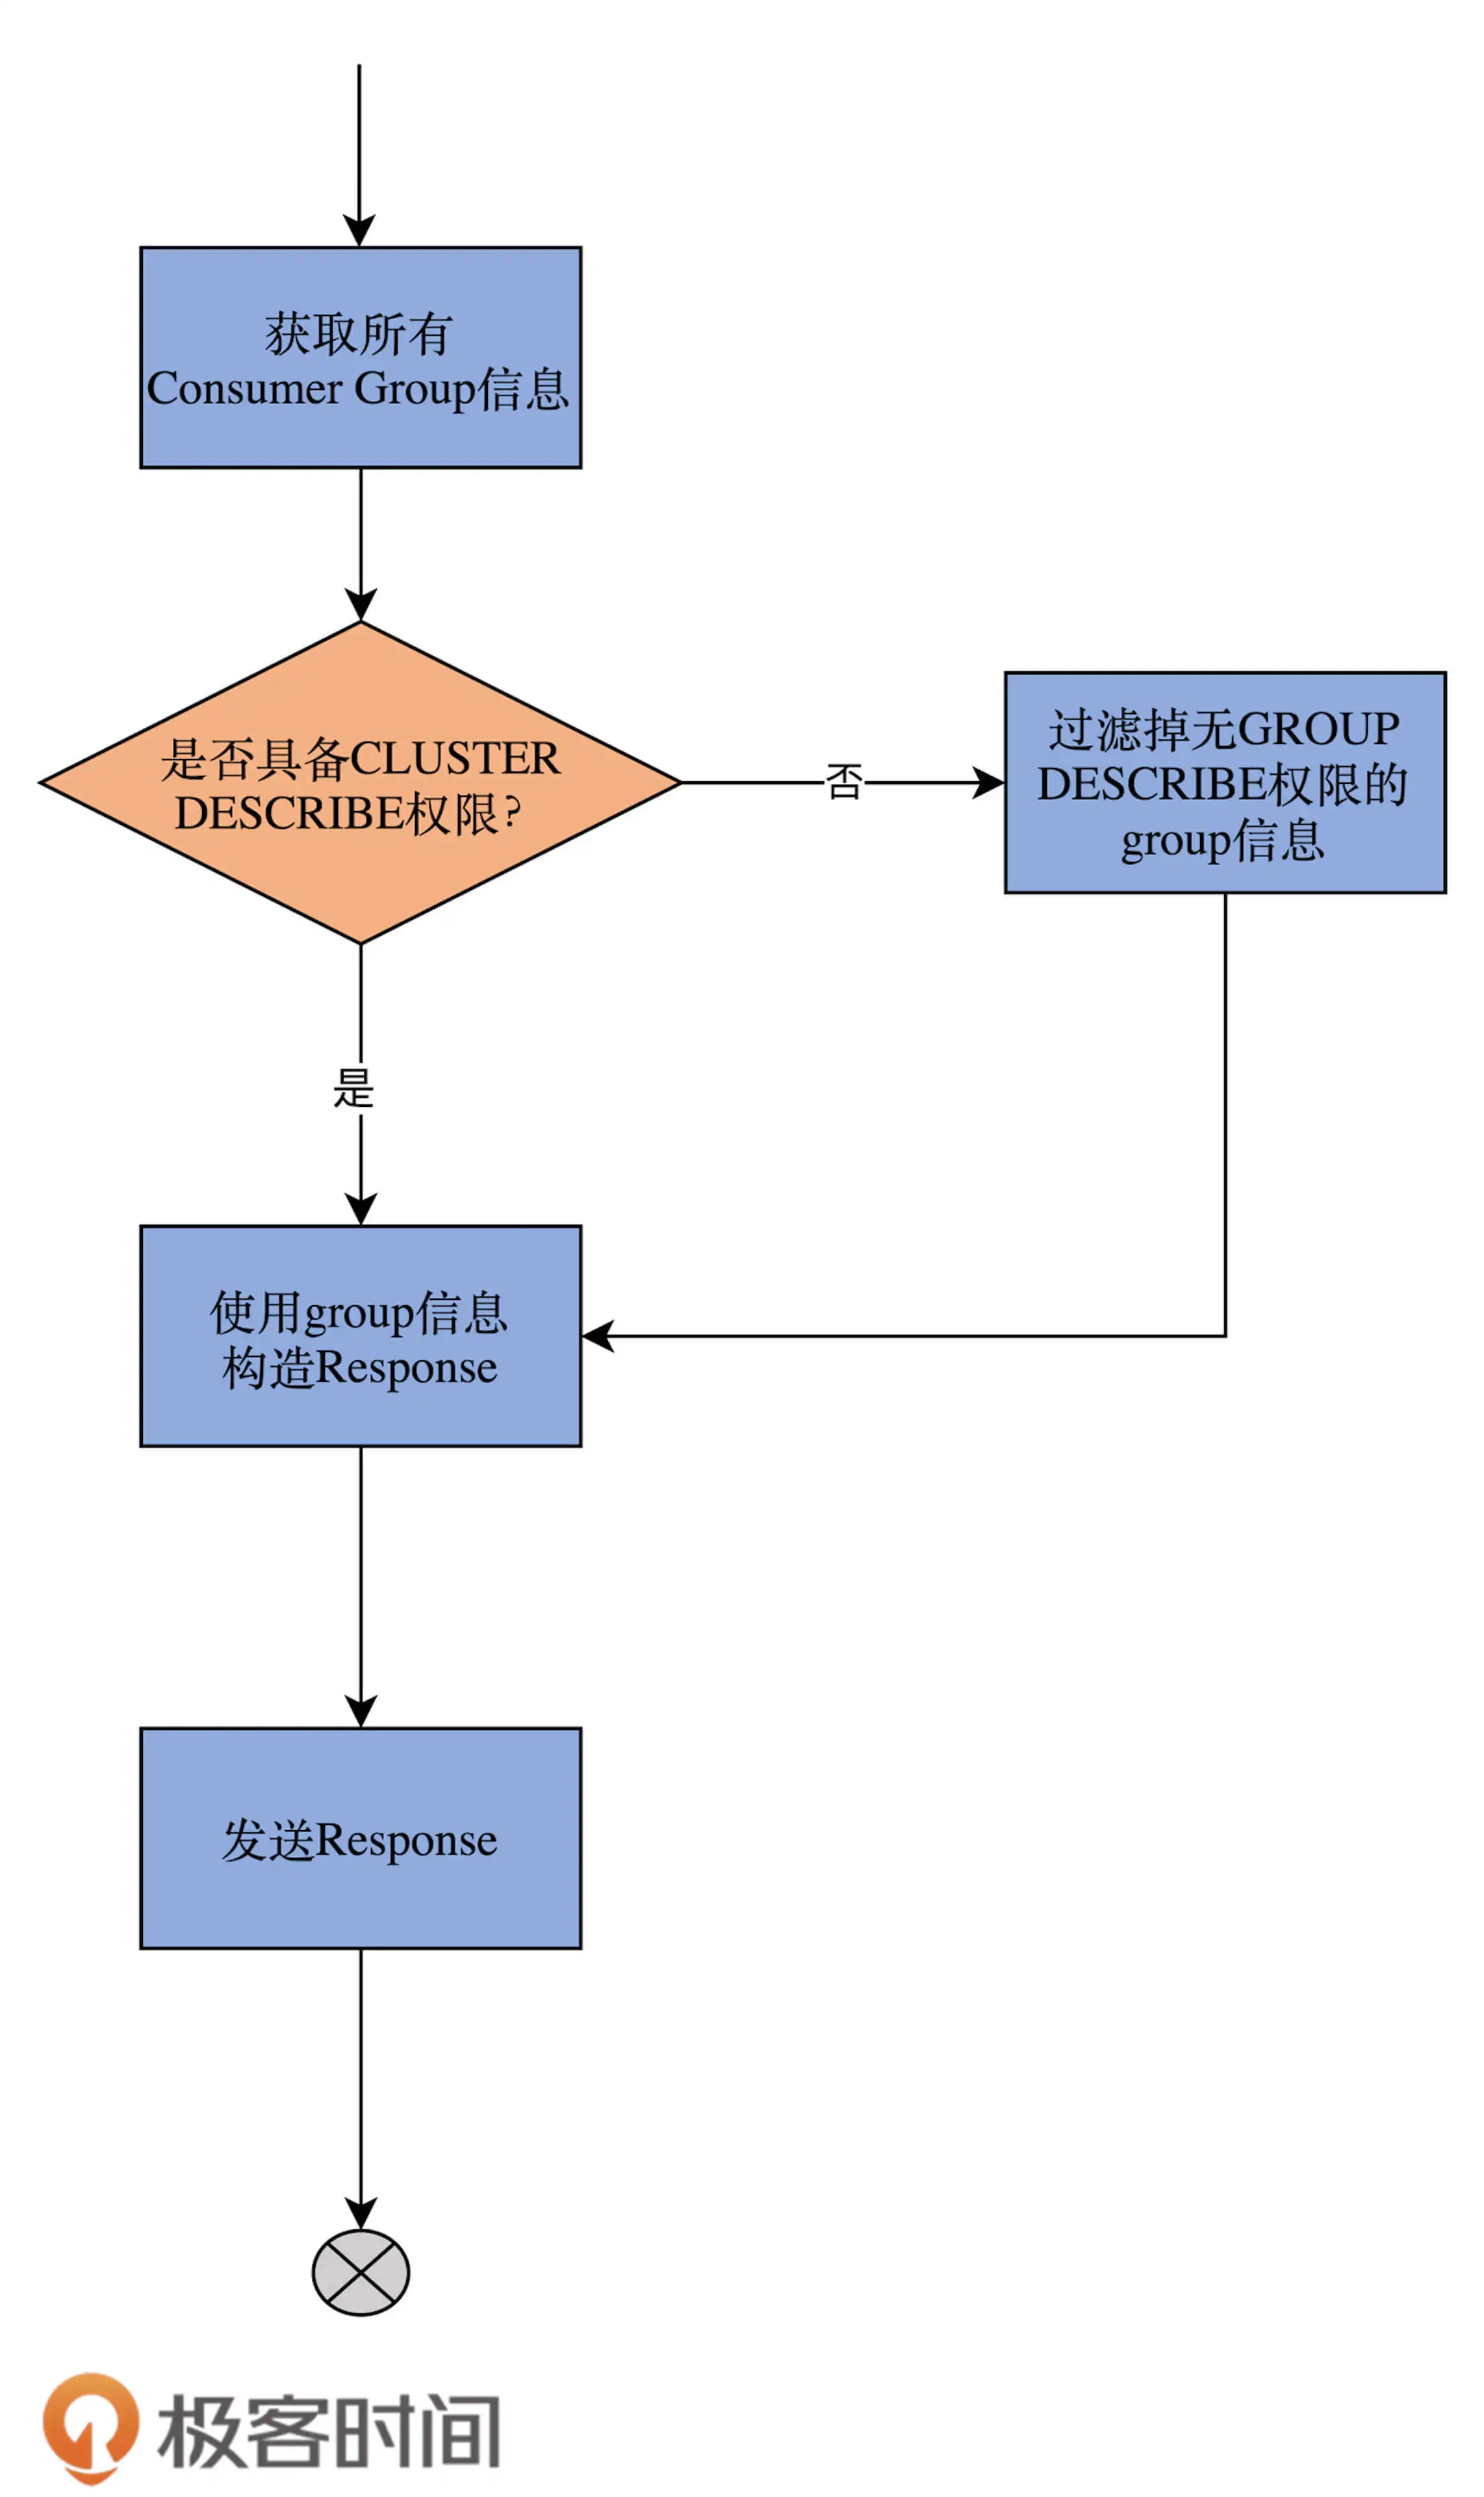 获取所有
Consumer Group信息
是否具备CLUSTER
DESCRIBE权限?
否
过滤掉无GROUP
DESCRIBE权限的
group信息
是
使用group信息
构造Response
发送Response
极客时间